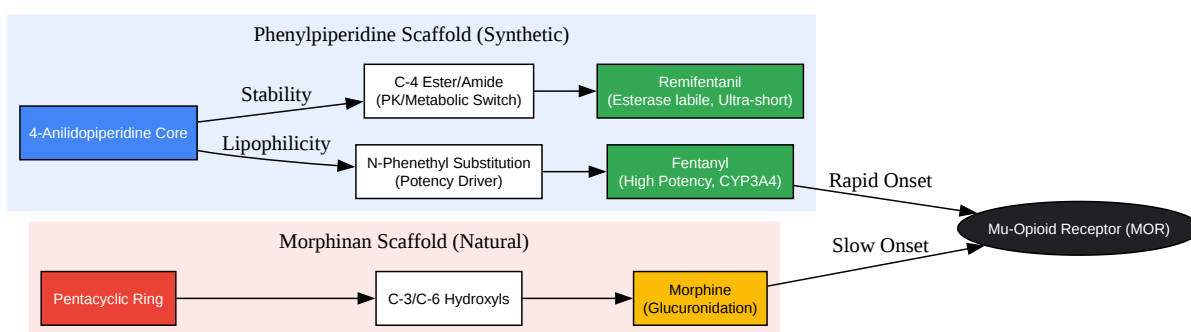 Phenylpiperidine Scaffold (Synthetic)
4-Anilidopiperidine Core
Stability
Lipophilicity
C-4 Ester/Amide
(PK/Metabolic Switch)
Remifentanil
(Esterase labile, Ultra-short)
N-Phenethyl Substitution
(Potency Driver)
Fentanyl
(High Potency, CYP3A4)
Rapid Onset
Mu-Opioid Receptor (MOR)
Slow Onset
Morphinan Scaffold (Natural)
Pentacyclic Ring
C-3/C-6 Hydroxyls
Morphine
(Glucuronidation)